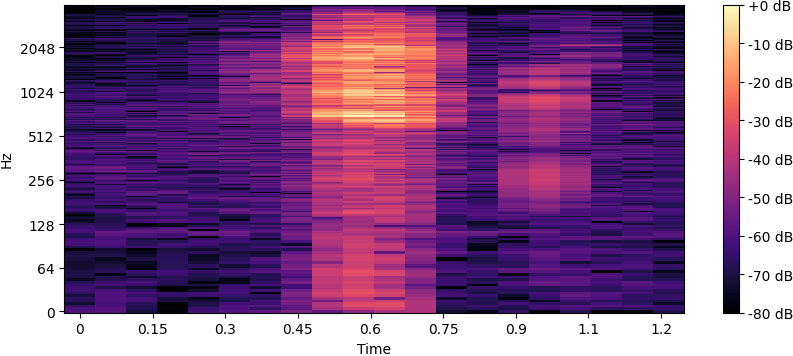 +0 dB
2048
-10 dB
1024
-20 dB
512
-30 dB
Hz
256
-40 dB
128
-50 dB
64
-60 dB
0
-70 dB
-80 dB
0 0.15 0.3 0.45 0.6 0.75 0.9 1.1 1.2
Time